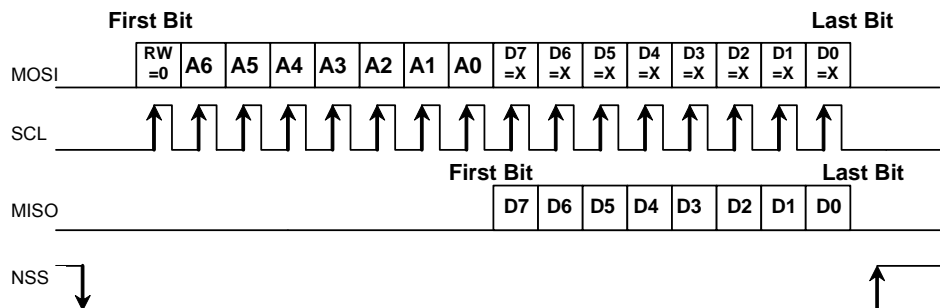 First Bit Last Bit
MOSI RW =0 A6 A5 A4 A3 A2 A1 A0 D7 =X D6 =X D5 =X D4 =X D3 =X D2 =X D1 =X D0 =X
SCL
First Bit Last Bit
MISO D7 D6 D5 D4 D3 D2 D1 D0
NSS